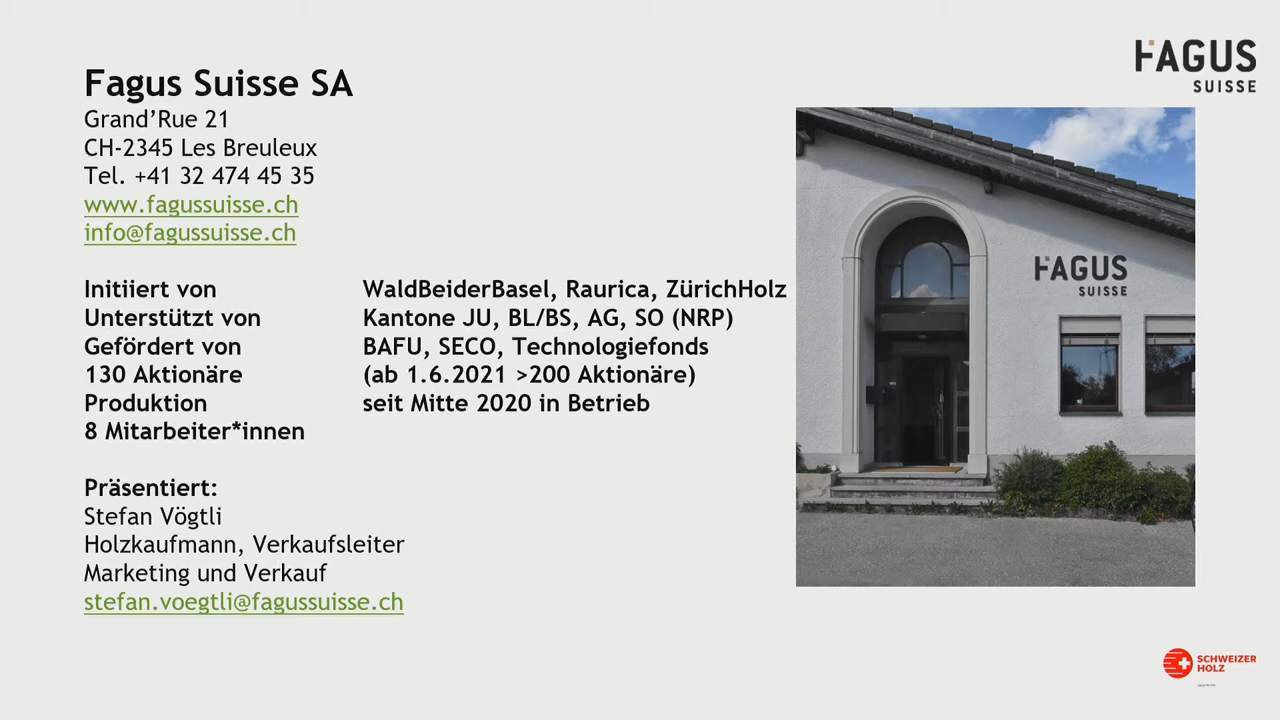 FAGUS
SUISSE
Fagus Suisse SA
Grand’Rue 21
CH-2345 Les Breuleux
Tel. +41 32 474 45 35
www.fagussuisse.ch
info@fagussuisse.ch
Initiiert von WaldBeiderBasel, Raurica, ZürichHolz
Unterstützt von Kantone JU, BL/BS, AG, SO (NRP)
Gefördert von BAFU, SECO, Technologiefonds
130 Aktionäre (ab 1.6.2021 >200 Aktionäre)
Produktion seit Mitte 2020 in Betrieb
8 Mitarbeiter*innen
Präsentiert:
Stefan Vögtli
Holzkaufmann, Verkaufsleiter
Marketing und Verkauf
stefan.voegtli@fagussuisse.ch
FAGUS
SUISSE
SCHWEIZER
HOLZ